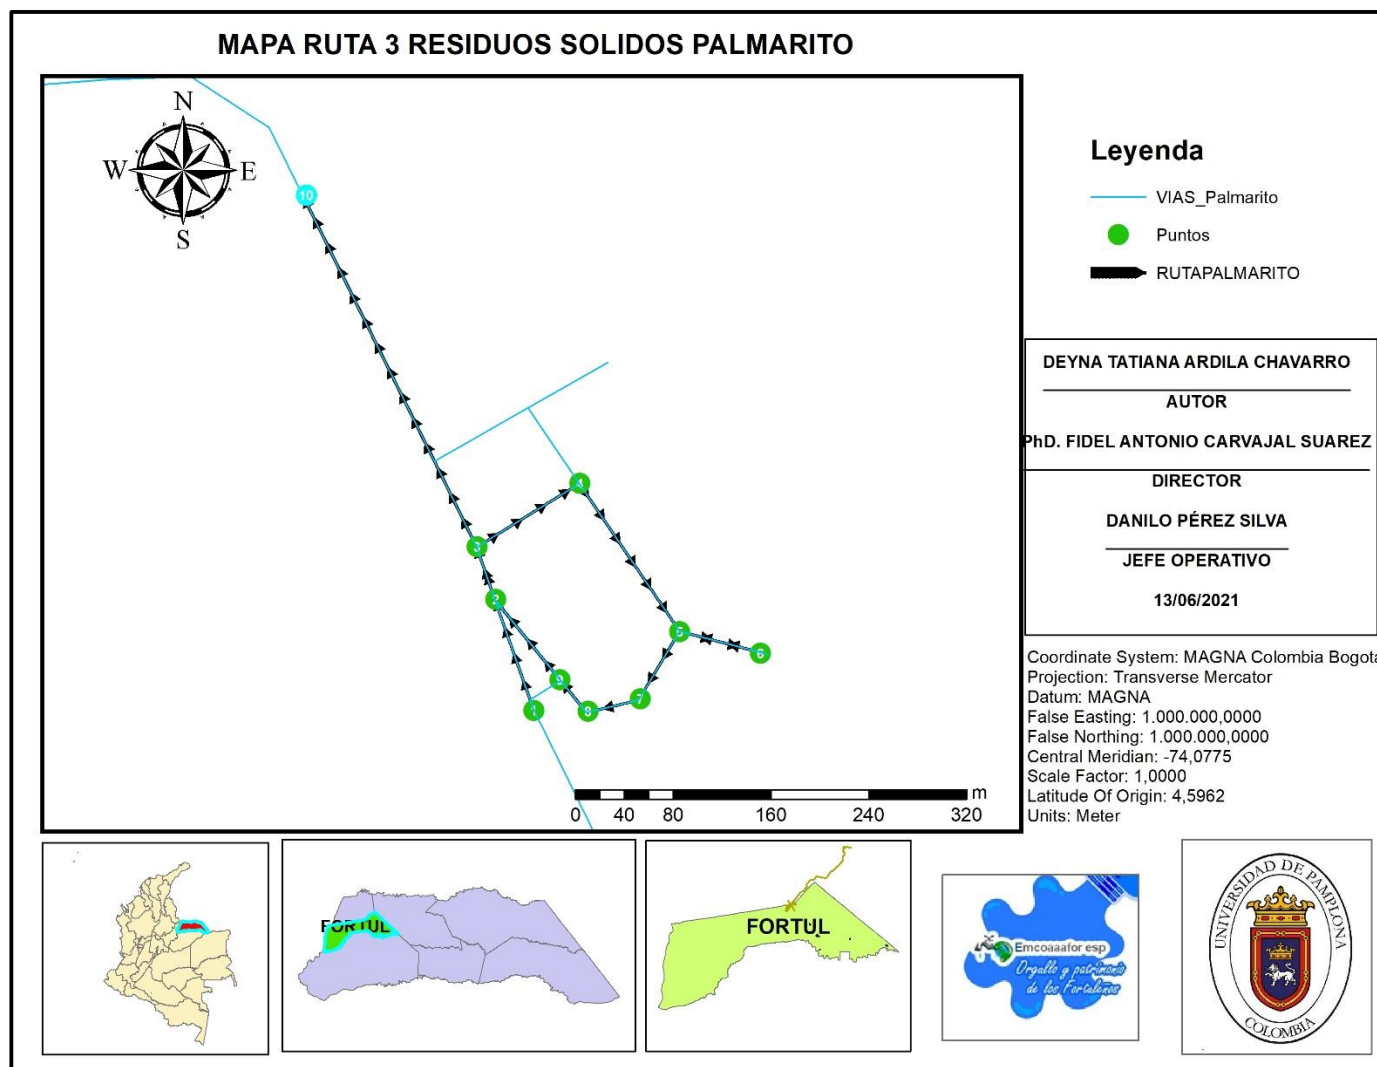 MAPA RUTA 3 RESIDUOS SOLIDOS PALMARITO
N
W
E
S
10
4
3
2
5
6
9
7
8
1
m
0 40 80 160 240 320
Leyenda
VIAS_Palmarito
Puntos
RUTAPALMARITO
DEYNA TATIANA ARDILA CHAVARRO
AUTOR
PhD. FIDEL ANTONIO CARVAJAL SUAREZ
DIRECTOR
DANILO PÉREZ SILVA
JEFE OPERATIVO
13/06/2021
Coordinate System: MAGNA Colombia Bogota
Projection: Transverse Mercator
Datum: MAGNA
False Easting: 1.000.000,0000
False Northing: 1.000.000,0000
Central Meridian: -74,0775
Scale Factor: 1,0000
Latitude Of Origin: 4,5962
Units: Meter
FORTUL
FORTUL
Emcoaaafor esp
Orgullo y patrimonio
de los Fortuleños
UNIVERSIDAD DE PAMPLONA
COLOMBIA